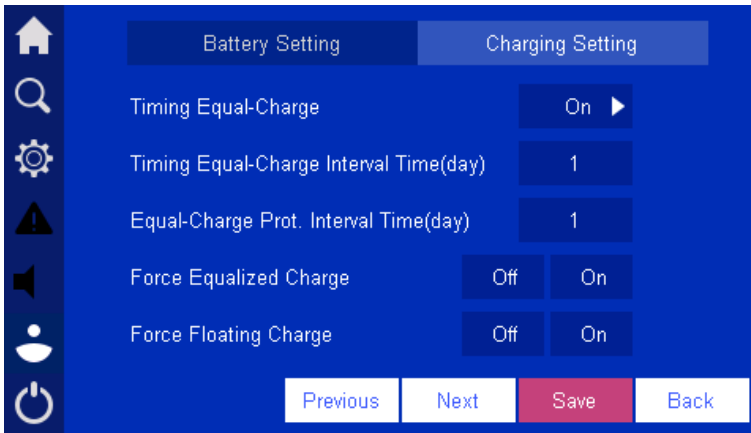 Battery Setting Charging Setting
Timing Equal-Charge On
Timing Equal-Charge Interval Time(day) 1
Equal-Charge Prot. Interval Time(day) 1
Force Equalized Charge Off On
Force Floating Charge Off On
Previous Next Save Back